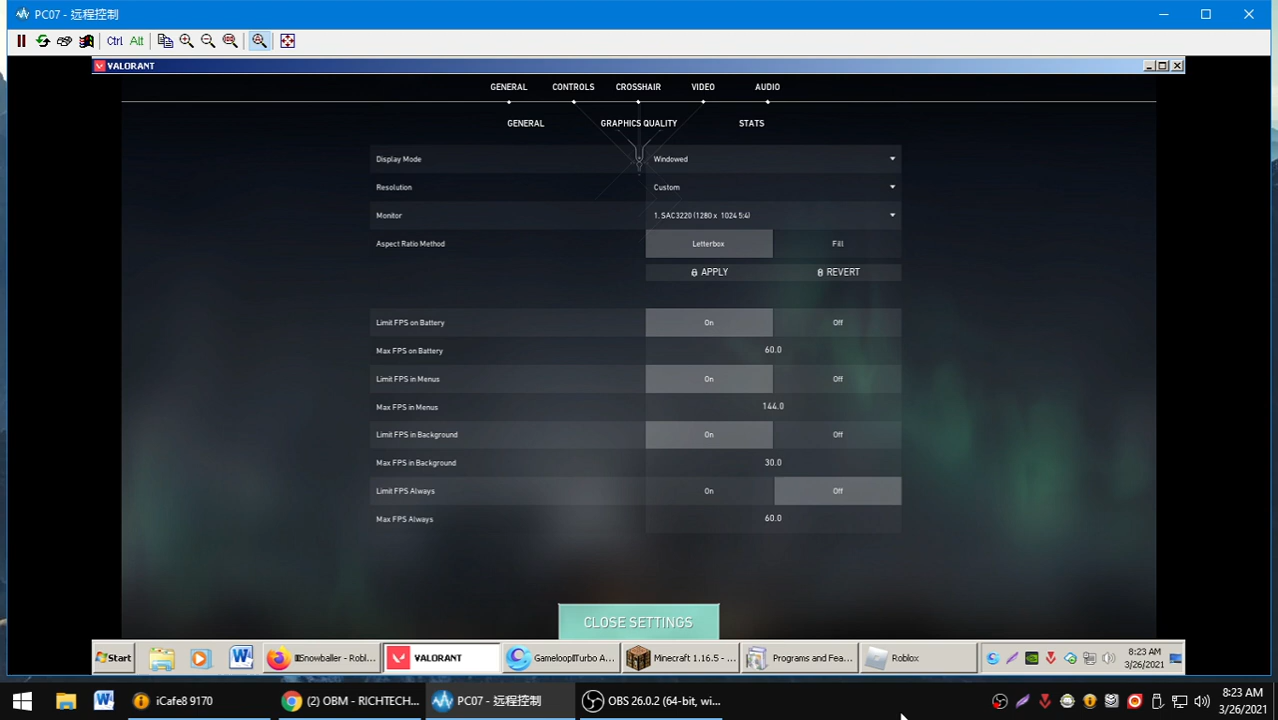 PC07 - 远程控制
Ctrl Alt
VALORANT
GENERAL CONTROLS CROSSHAIR VIDEO AUDIO
GENERAL GRAPHICS QUALITY STATS
Display Mode Windowed
Resolution Custom
Monitor 1. SAC3220 (1280 x 1024 5:4)
Aspect Ratio Method Letterbox Fill
APPLY REVERT
Limit FPS on Battery On Off
Max FPS on Battery 60.0
Limit FPS in Menus On Off
Max FPS in Menus 144.0
Limit FPS in Background On Off
Max FPS in Background 30.0
Limit FPS Always On Off
Max FPS Always 60.0
CLOSE SETTINGS
Start Snowballer - Robl... VALORANT Gameloop Turbo A... Minecraft 1.16.5 - ... Programs and Fea... Roblox 8:23 AM
3/26/2021
iCafe8 9170 (2) OBM - RICHTECH... PC07 - 远程控制 OBS 26.0.2 (64-bit, wi... 8:23 AM
3/26/2021